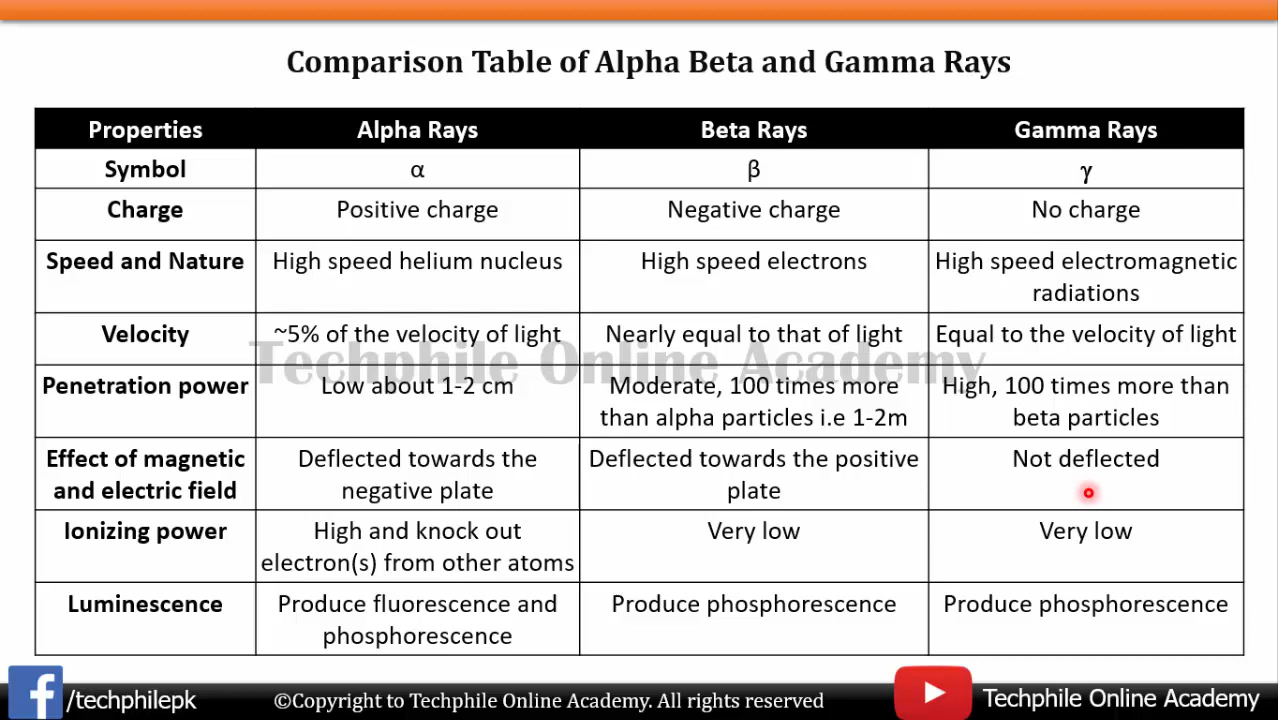 Comparison Table of Alpha Beta and Gamma Rays
Properties Alpha Rays Beta Rays Gamma Rays
Symbol α β γ
Charge Positive charge Negative charge No charge
Speed and Nature High speed helium nucleus High speed electrons High speed electromagnetic
radiations
Velocity ~5% of the velocity of light Nearly equal to that of light Equal to the velocity of light
Techphile Online Academy
Penetration power Low about 1-2 cm Moderate, 100 times more High, 100 times more than
than alpha particles i.e 1-2m beta particles
Effect of magnetic Deflected towards the Deflected towards the positive Not deflected
and electric field negative plate plate
Ionizing power High and knock out Very low Very low
electron(s) from other atoms
Luminescence Produce fluorescence and Produce phosphorescence Produce phosphorescence
phosphorescence
f /techphilepk ©Copyright to Techphile Online Academy. All rights reserved Techphile Online Academy